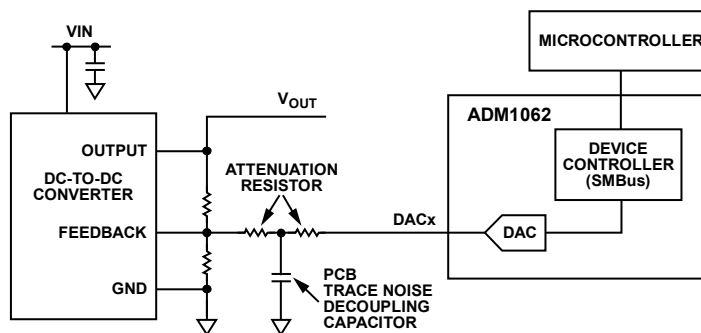 VIN
DC-TO-DC
CONVERTER
OUTPUT
FEEDBACK
GND
VOUT
ATTENUATION
RESISTOR
PCB
TRACE NOISE
DECOUPLING
CAPACITOR
DACx
MICROCONTROLLER
ADM1062
DEVICE
CONTROLLER
(SMBus)
DAC